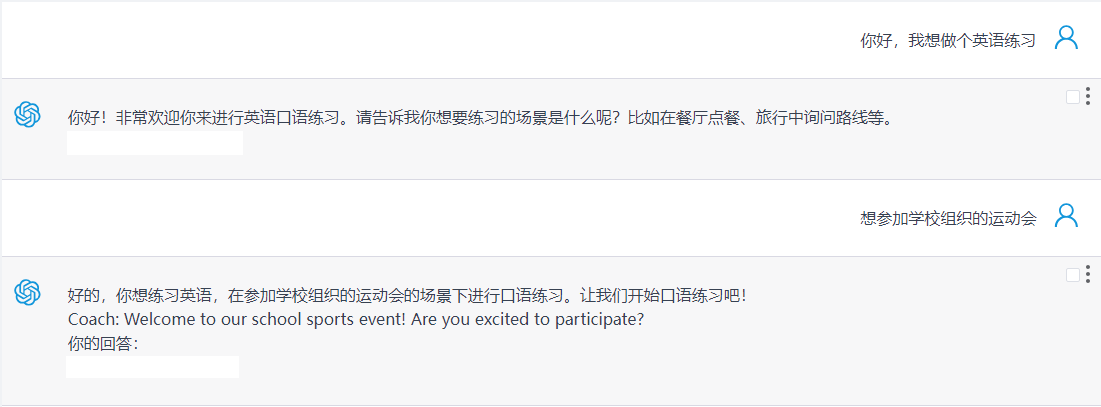 你好，我想做个英语练习
你好！非常欢迎你来进行英语口语练习。请告诉我你想要练习的场景是什么呢？比如在餐厅点餐、旅行中询问路线等。
想参加学校组织的运动会
好的，你想练习英语，在参加学校组织的运动会的场景下进行口语练习。让我们开始口语练习吧！
Coach: Welcome to our school sports event! Are you excited to participate?
你的回答：